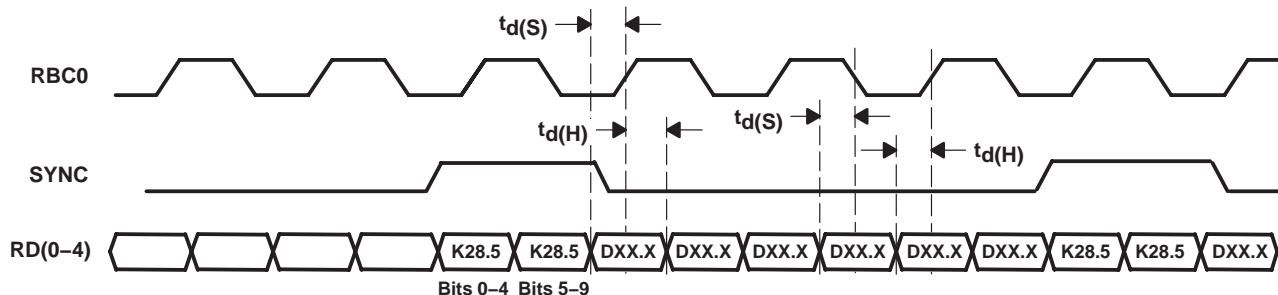 td(S)
RBC0
td(H)
td(S)
td(H)
SYNC
RD(0–4)
K28.5 K28.5 DXX.X DXX.X DXX.X DXX.X DXX.X DXX.X K28.5 K28.5 DXX.X
Bits 0–4 Bits 5–9